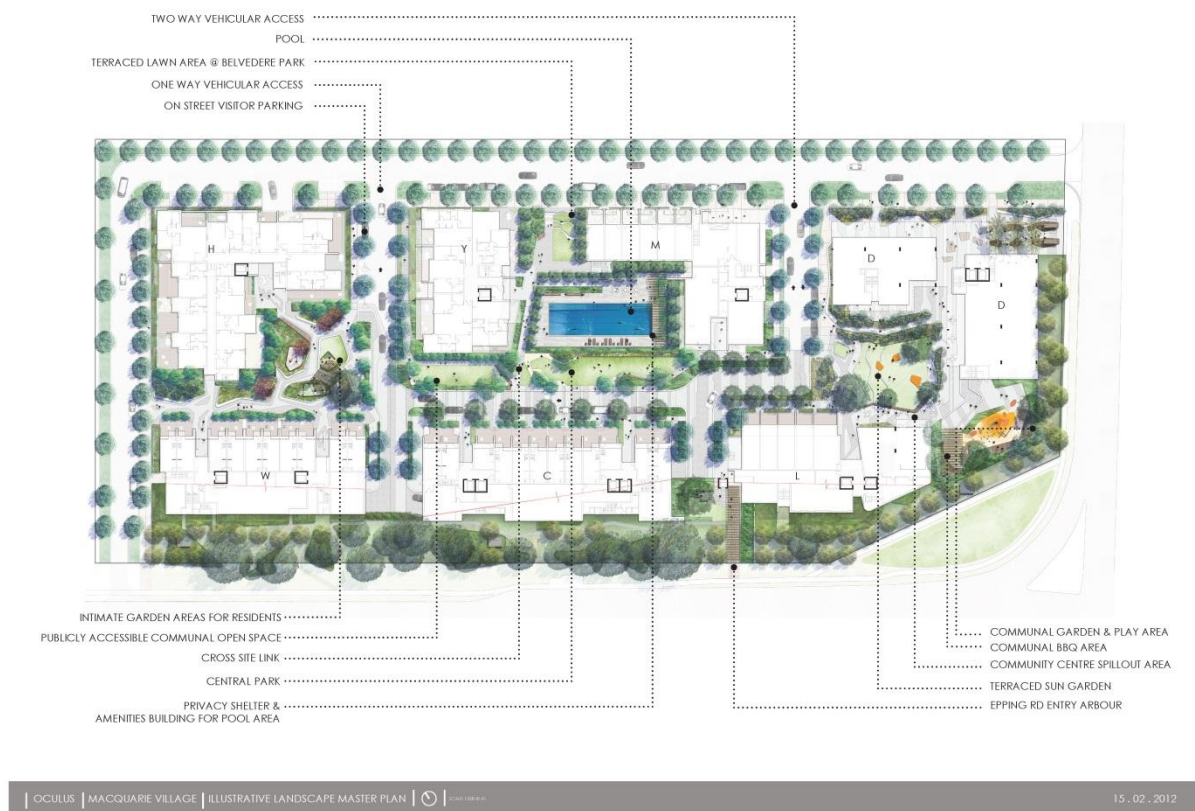 TWO WAY VEHICULAR ACCESS
POOL
TERRACED LAWN AREA @ BELVEDERE PARK
ONE WAY VEHICULAR ACCESS
ON STREET VISITOR PARKING
H
Y
M
D
D
W
C
L
INTIMATE GARDEN AREAS FOR RESIDENTS
PUBLICLY ACCESSIBLE COMMUNAL OPEN SPACE
CROSS SITE LINK
CENTRAL PARK
PRIVACY SHELTER &
AMENITIES BUILDING FOR POOL AREA
COMMUNAL GARDEN & PLAY AREA
COMMUNAL BBQ AREA
COMMUNITY CENTRE SPILLOUT AREA
TERRACED SUN GARDEN
EPPING RD ENTRY ARBOUR
OCULUS | MACQUARIE VILLAGE | ILLUSTRATIVE LANDSCAPE MASTER PLAN
15.02.2012